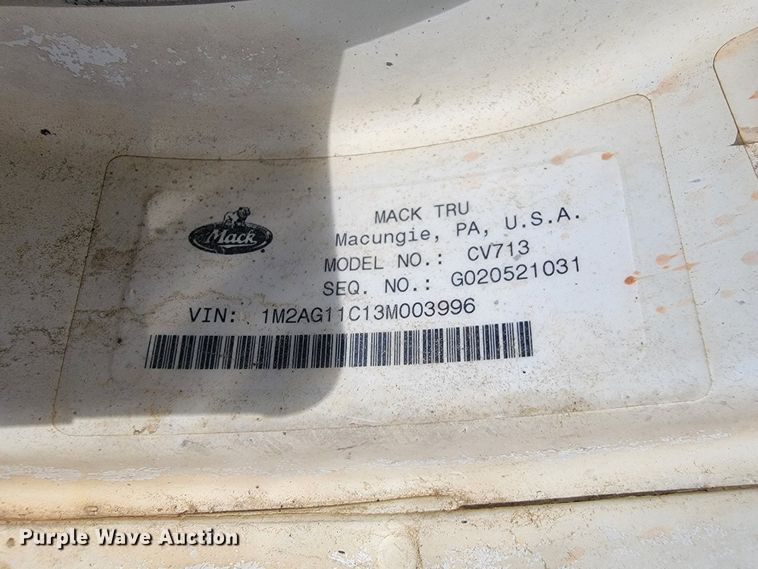 Mack
MACK TRU
Macungie, PA, U.S.A.
MODEL NO.: CV713
SEQ. NO.: G020521031
VIN: 1M2AG11C13M003996
Purple Wave Auction